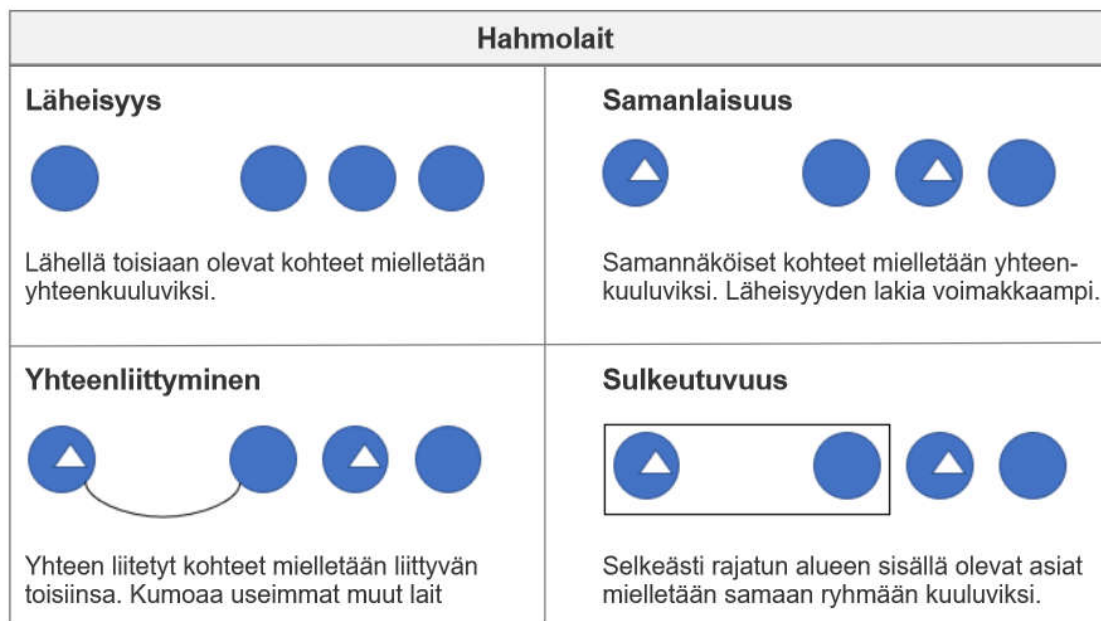 Hahmolait
Läheisyys
Lähellä toisiaan olevat kohteet mielletään
yhteenkuuluviksi.
Samanlaisuus
Samannäköiset kohteet mielletään yhteen-
kuuluviksi. Läheisyyden lakia voimakkaampi.
Yhteenliittyminen
Yhteen liitetyt kohteet mielletään liittyvän
toisiinsa. Kumoaa useimmat muut lait
Sulkeutuvuus
Selkeästi rajatun alueen sisällä olevat asiat
mielletään samaan ryhmään kuuluviksi.